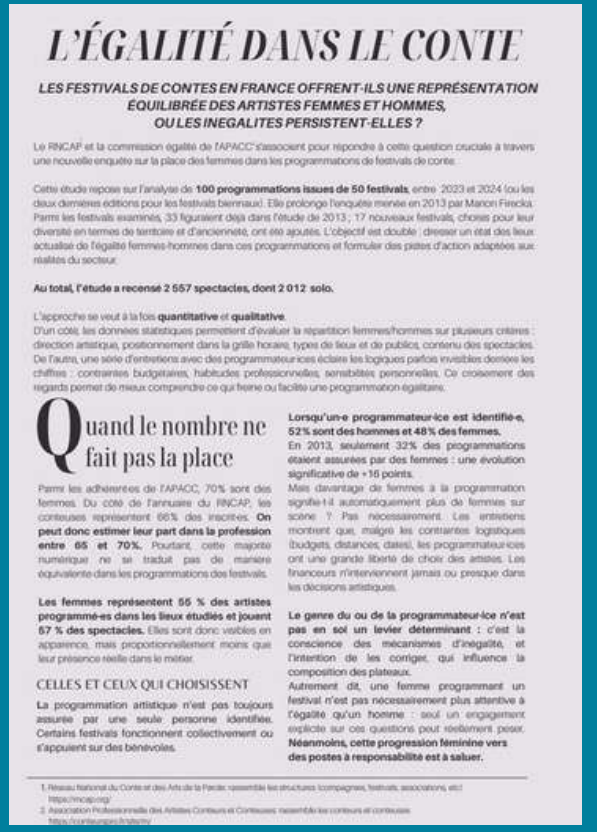 L'ÉGALITÉ DANS LE CONTE
LES FESTIVALS DE CONTES EN FRANCE OFFRENT-ILS UNE REPRÉSENTATION
ÉQUILIBRÉE DES ARTISTES FEMMES ET HOMMES,
OU LES INEGALITES PERSISTENT-ELLES ?
Le RNCAP et la commission égalité de l'APACC s'associent pour répondre à cette question cruciale à travers
une nouvelle enquête sur la place des femmes dans les programmations de festivals de conte.
Cette étude repose sur l'analyse de 100 programmations issues de 50 festivals, entre 2023 et 2024 (ou les
deux dernières éditions pour les festivals biennaux). Elle prolonge l'enquête menée en 2013 par Marion Firecka.
Parmi les festivals examinés, 33 figuraient déjà dans l'étude de 2013 ; 17 nouveaux festivals, choisis pour leur
diversité en termes de territoire et d'ancienneté, ont été ajoutés. L'objectif est double : dresser un état des lieux
actualisé de l'égalité femmes-hommes dans ces programmations et formuler des pistes d'action adaptées aux
réalités du secteur.
Au total, l'étude a recensé 2 557 spectacles, dont 2 012 solo.
L'approche se veut à la fois quantitative et qualitative.
D'un côté, les données statistiques permettent d'évaluer la répartition femmes/hommes sur plusieurs critères :
direction artistique, positionnement dans la grille horaire, types de lieux et de publics, contenu des spectacles.
De l'autre, une série d'entretiens avec des programmateur·ices éclaire les logiques parfois invisibles derrière les
chiffres : contraintes budgétaires, habitudes professionnelles, sensibilités personnelles. Ce croisement des
regards permet de mieux comprendre ce qui freine ou facilite une programmation égalitaire.
Quand le nombre ne
fait pas la place
Parmi les adhérent·es de l'APACC, 70% sont des
femmes. Du côté de l'annuaire du RNCAP, les
conteuses représentent 66% des inscrit·es. On
peut donc estimer leur part dans la profession
entre 65 et 70%. Pourtant, cette majorité
numérique ne se traduit pas de manière
équivalente dans les programmations des festivals.
Les femmes représentent 55 % des artistes
programmé·es dans les lieux étudiés et jouent
57 % des spectacles. Elles sont donc visibles en
apparence, mais proportionnellement moins que
leur présence réelle dans le métier.
CELLES ET CEUX QUI CHOISISSENT
La programmation artistique n'est pas toujours
assurée par une seule personne identifiée.
Certains festivals fonctionnent collectivement ou
s'appuient sur des bénévoles.
Lorsqu'un·e programmateur·ice est identifié·e,
52% sont des hommes et 48% des femmes.
En 2013, seulement 32% des programmations
étaient assurées par des femmes : une évolution
significative de +16 points.
Mais davantage de femmes à la programmation
signifie-t-il automatiquement plus de femmes sur
scène ? Pas nécessairement. Les entretiens
montrent que, malgré les contraintes logistiques
(budgets, distances, dates), les programmateur·ices
ont une grande liberté de choix des artistes. Les
financeurs n'interviennent jamais ou presque dans
les décisions artistiques.
Le genre du ou de la programmateur·ice n'est
pas en soi un levier déterminant : c'est la
conscience des mécanismes d'inégalité, et
l'intention de les corriger, qui influence la
composition des plateaux.
Autrement dit, une femme programmant un
festival n'est pas nécessairement plus attentive à
l'égalité qu'un homme : seul un engagement
explicite sur ces questions peut réellement peser.
Néanmoins, cette progression féminine vers
des postes à responsabilité est à saluer.
1. Réseau National du Conte et des Arts de la Parole: rassemble les structures (compagnies, festivals, associations, etc)
https://rncap.org/
2. Association Professionnelle des Artistes Conteurs et Conteuses: rassemble les conteurs et conteuses